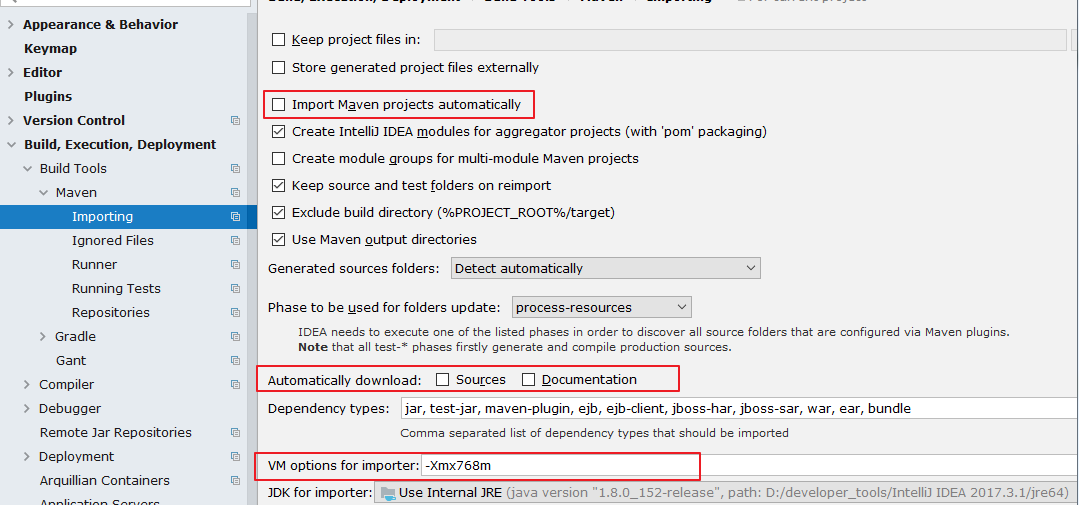 Appearance & Behavior
Keymap
Editor
Plugins
Version Control
Build, Execution, Deployment
Build Tools
Maven
Importing
Ignored Files
Runner
Running Tests
Repositories
Gradle
Gant
Compiler
Debugger
Remote Jar Repositories
Deployment
Arquillian Containers
Application Servers
Keep project files in:
Store generated project files externally
Import Maven projects automatically
Create IntelliJ IDEA modules for aggregator projects (with 'pom' packaging)
Create module groups for multi-module Maven projects
Keep source and test folders on reimport
Exclude build directory (%PROJECT_ROOT%/target)
Use Maven output directories
Generated sources folders: Detect automatically
Phase to be used for folders update: process-resources
IDEA needs to execute one of the listed phases in order to discover all source folders that are configured via Maven plugins.
Note that all test-* phases firstly generate and compile production sources.
Automatically download: Sources Documentation
Dependency types: jar, test-jar, maven-plugin, ejb, ejb-client, jboss-har, jboss-sar, war, ear, bundle
Comma separated list of dependency types that should be imported
VM options for importer: -Xmx768m
JDK for importer: Use Internal JRE (java version "1.8.0_152-release", path: D:/developer_tools/IntelliJ IDEA 2017.3.1/jre64)